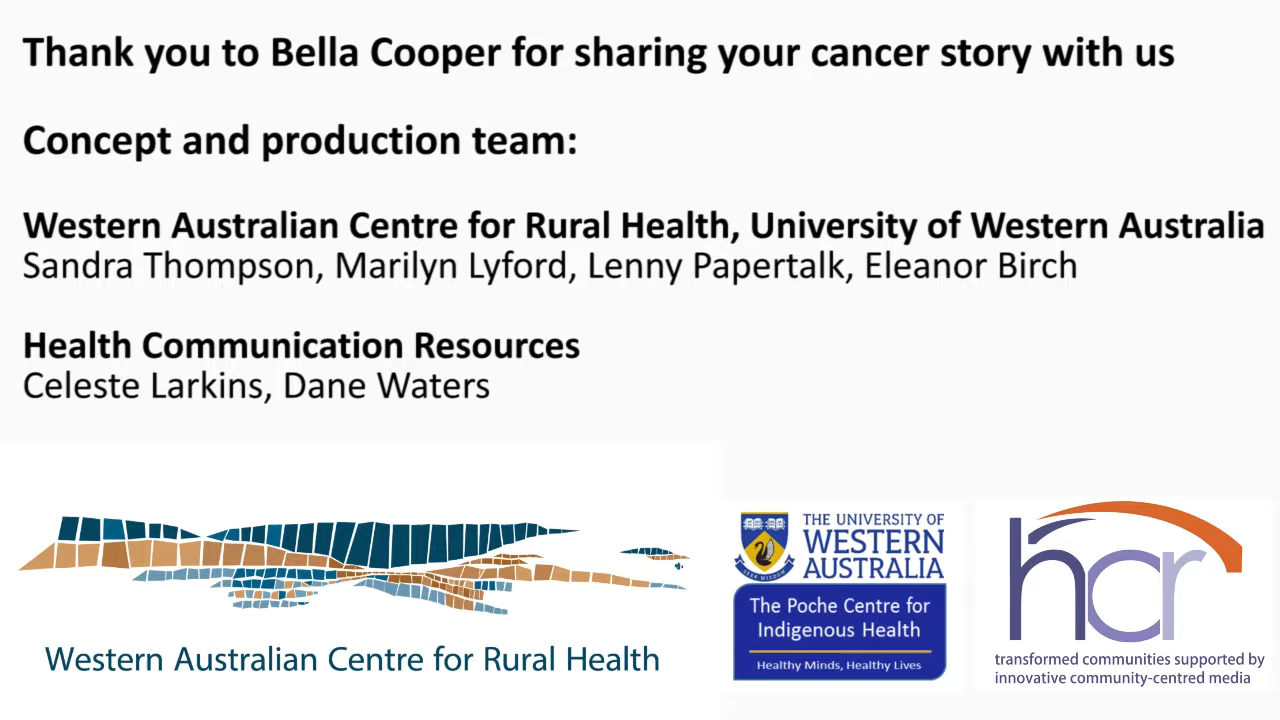 Thank you to Bella Cooper for sharing your cancer story with us
Concept and production team:
Western Australian Centre for Rural Health, University of Western Australia
Sandra Thompson, Marilyn Lyford, Lenny Papertalk, Eleanor Birch
Health Communication Resources
Celeste Larkins, Dane Waters
Western Australian Centre for Rural Health
SEEK WISDOM
THE UNIVERSITY OF
WESTERN
AUSTRALIA
The Poche Centre for
Indigenous Health
Healthy Minds, Healthy Lives
hcr
transformed communities supported by
innovative community-centred media